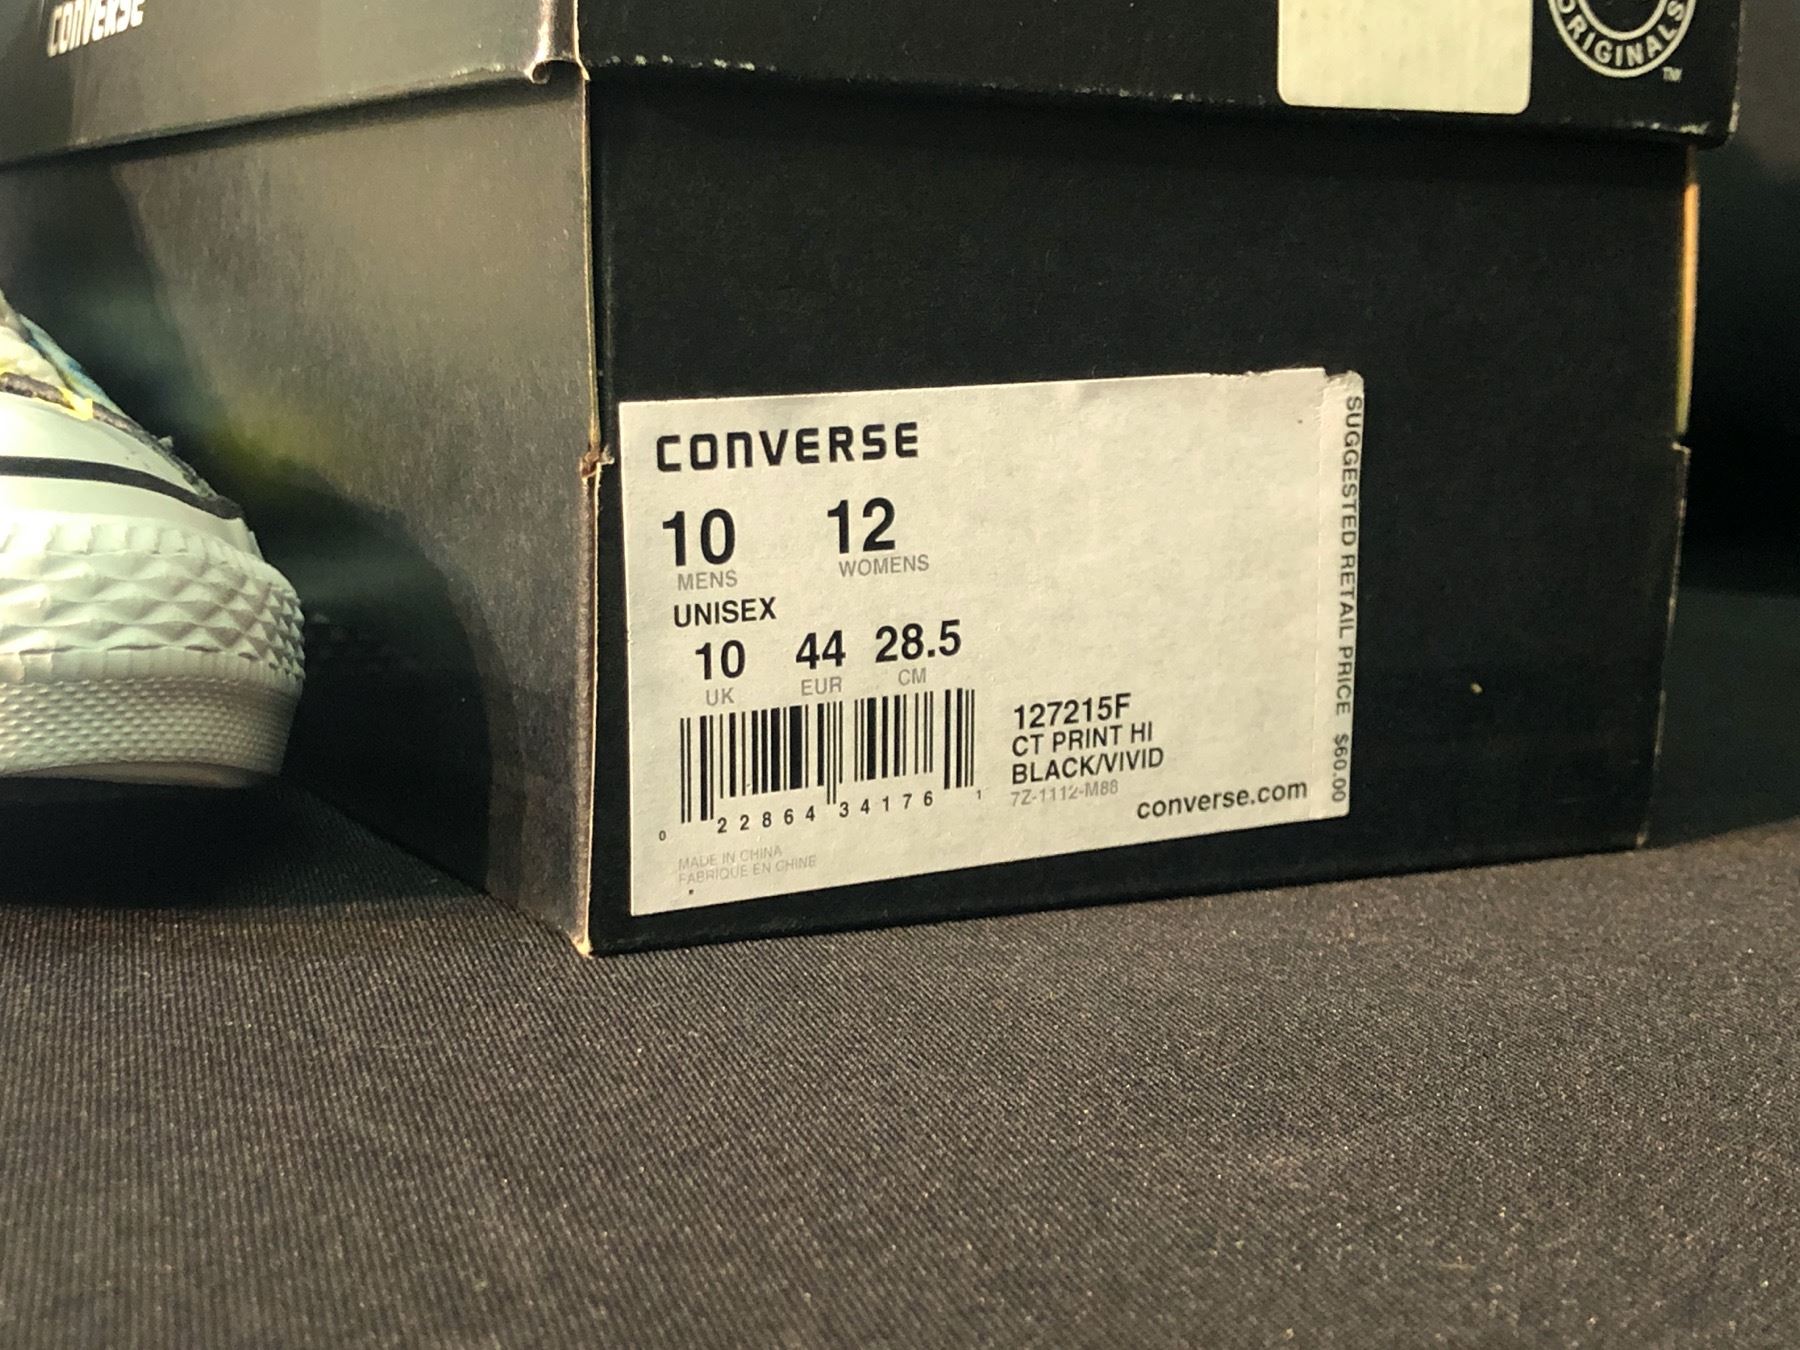 CONVERSE
ORIGINALS
TM
CONVERSE
10 12
MENS WOMENS
UNISEX
10 44 28.5
UK EUR CM
127215F
CT PRINT HI
BLACK/VIVID
7Z-1112-M88
converse.com
0 22864 34176 1
MADE IN CHINA
FABRIQUE EN CHINE
SUGGESTED RETAIL PRICE $60.00